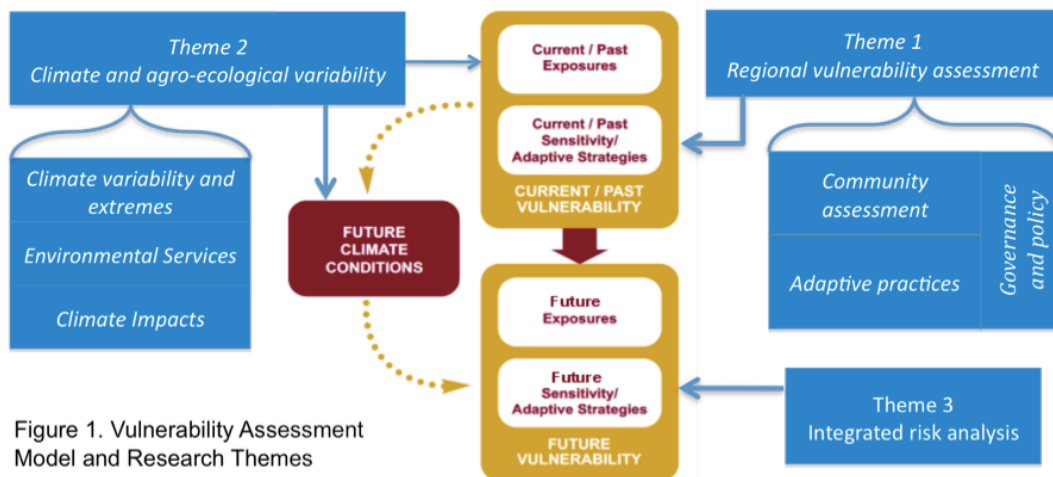 Theme 2
Climate and agro-ecological variability
Climate variability and
extremes
Environmental Services
Climate Impacts
Current / Past
Exposures
Current / Past
Sensitivity/
Adaptive Strategies
CURRENT / PAST
VULNERABILITY
FUTURE
CLIMATE
CONDITIONS
Future
Exposures
Future
Sensitivity/
Adaptive Strategies
FUTURE
VULNERABILITY
Theme 1
Regional vulnerability assessment
Community
assessment
Adaptive practices
Governance
and policy
Theme 3
Integrated risk analysis
Figure 1. Vulnerability Assessment
Model and Research Themes